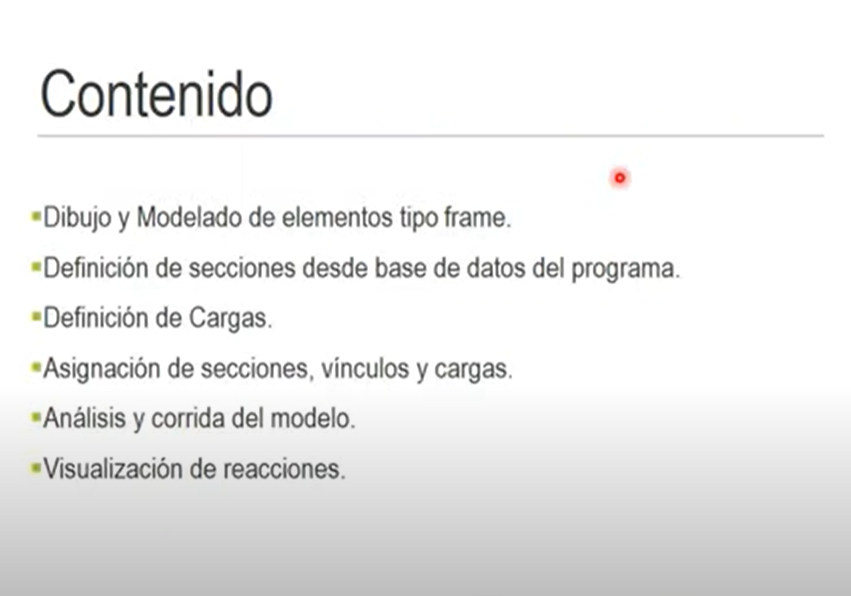 Contenido
▪Dibujo y Modelado de elementos tipo frame.
▪Definición de secciones desde base de datos del programa.
▪Definición de Cargas.
▪Asignación de secciones, vínculos y cargas.
▪Análisis y corrida del modelo.
▪Visualización de reacciones.